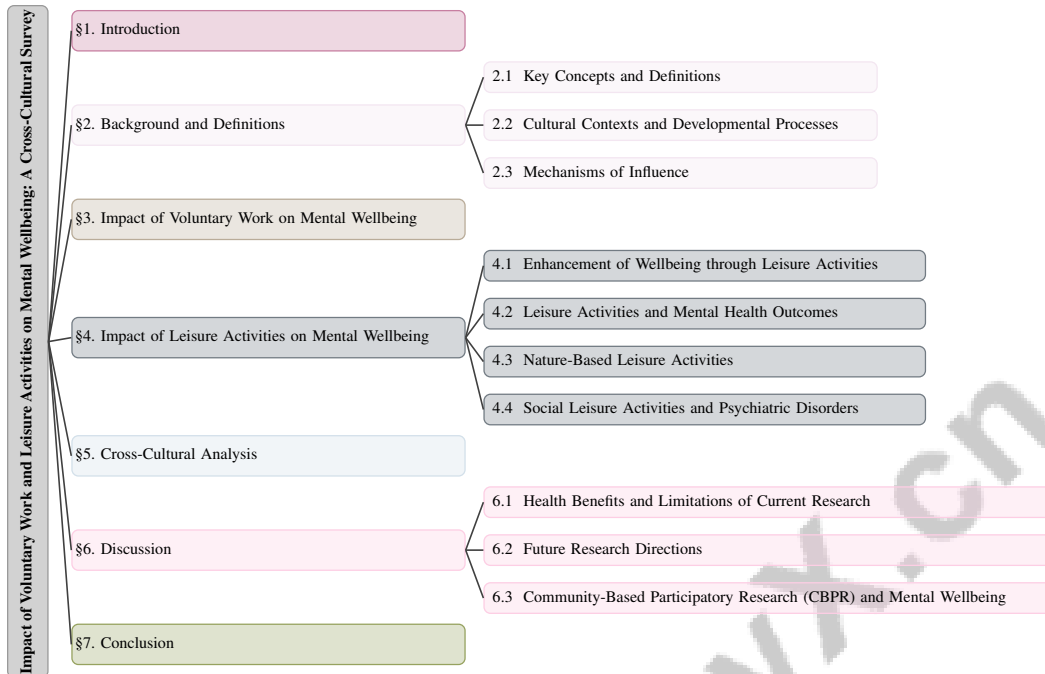 Impact of Voluntary Work and Leisure Activities on Mental Wellbeing: A Cross-Cultural Survey
§1. Introduction
§2. Background and Definitions
2.1 Key Concepts and Definitions
2.2 Cultural Contexts and Developmental Processes
2.3 Mechanisms of Influence
§3. Impact of Voluntary Work on Mental Wellbeing
§4. Impact of Leisure Activities on Mental Wellbeing
4.1 Enhancement of Wellbeing through Leisure Activities
4.2 Leisure Activities and Mental Health Outcomes
4.3 Nature-Based Leisure Activities
4.4 Social Leisure Activities and Psychiatric Disorders
§5. Cross-Cultural Analysis
§6. Discussion
6.1 Health Benefits and Limitations of Current Research
6.2 Future Research Directions
6.3 Community-Based Participatory Research (CBPR) and Mental Wellbeing
§7. Conclusion
vx.cn